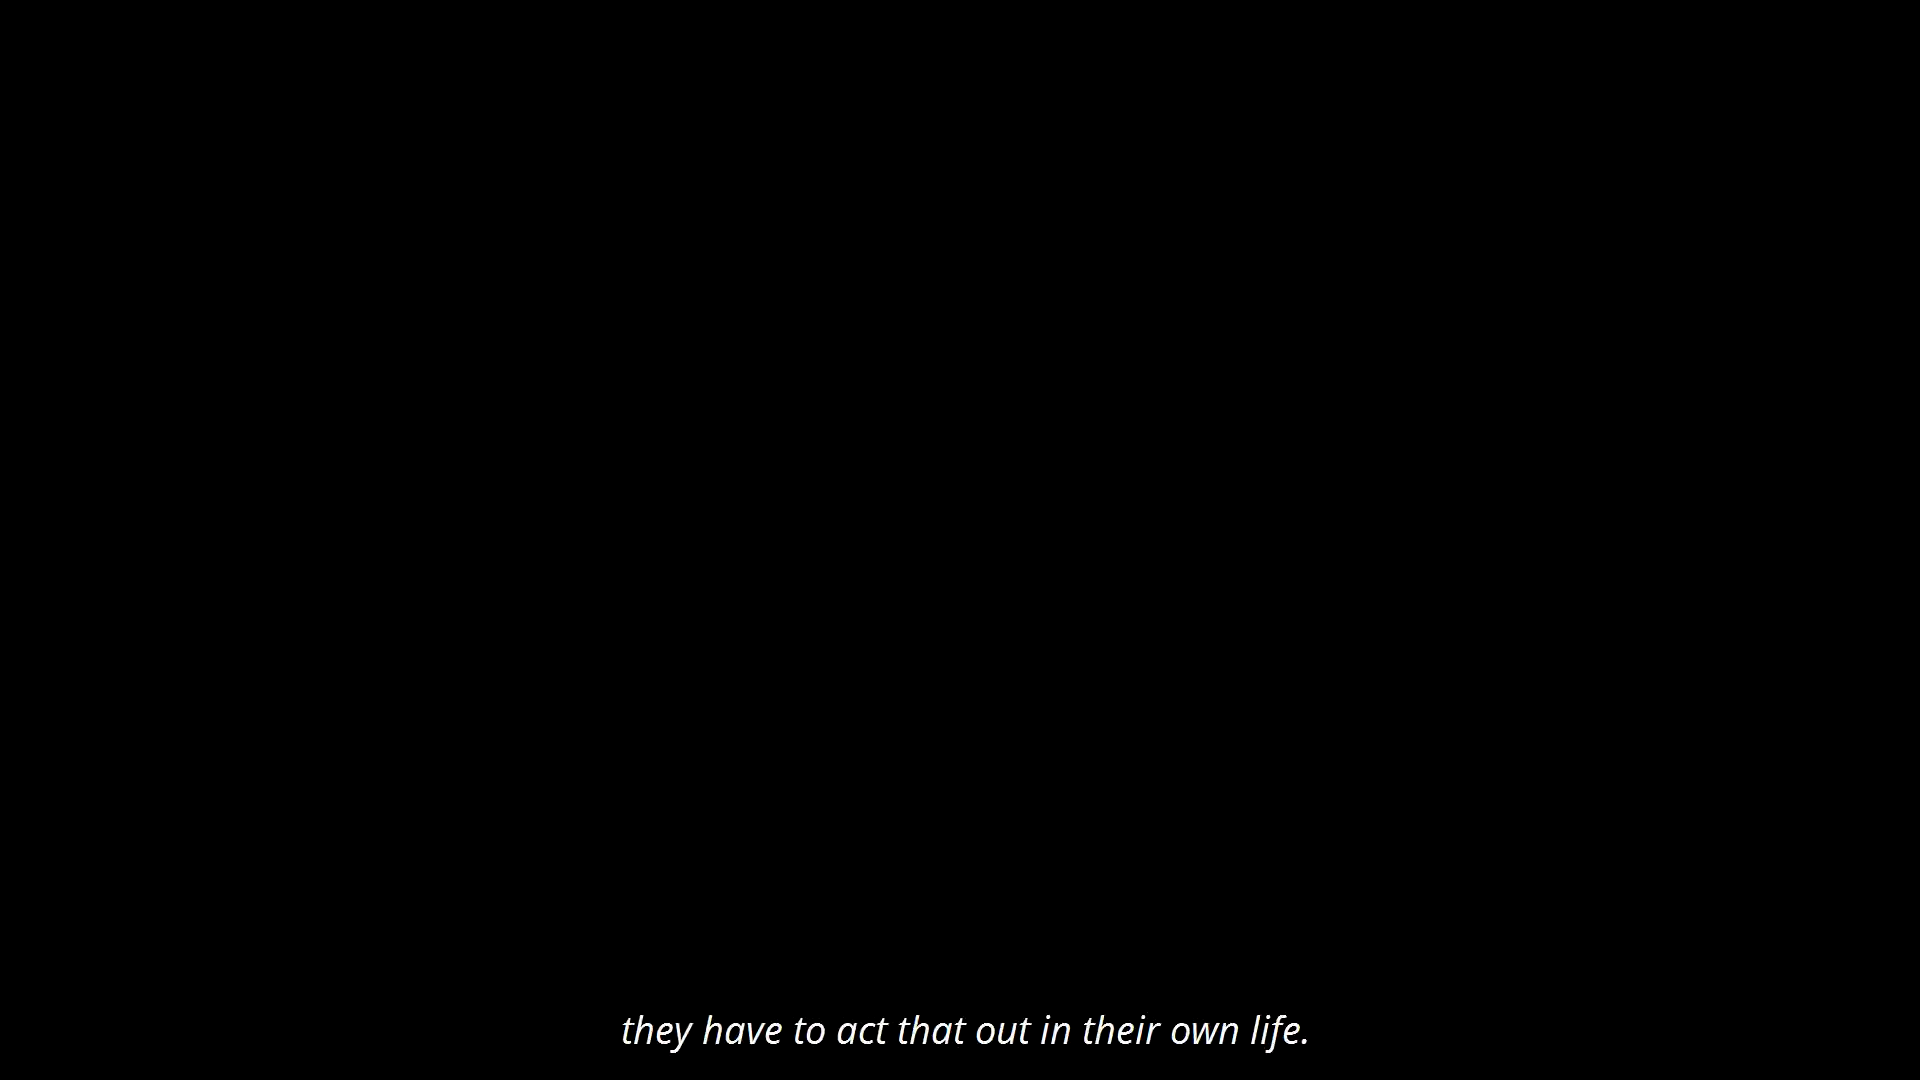 they have to act that out in their own life.